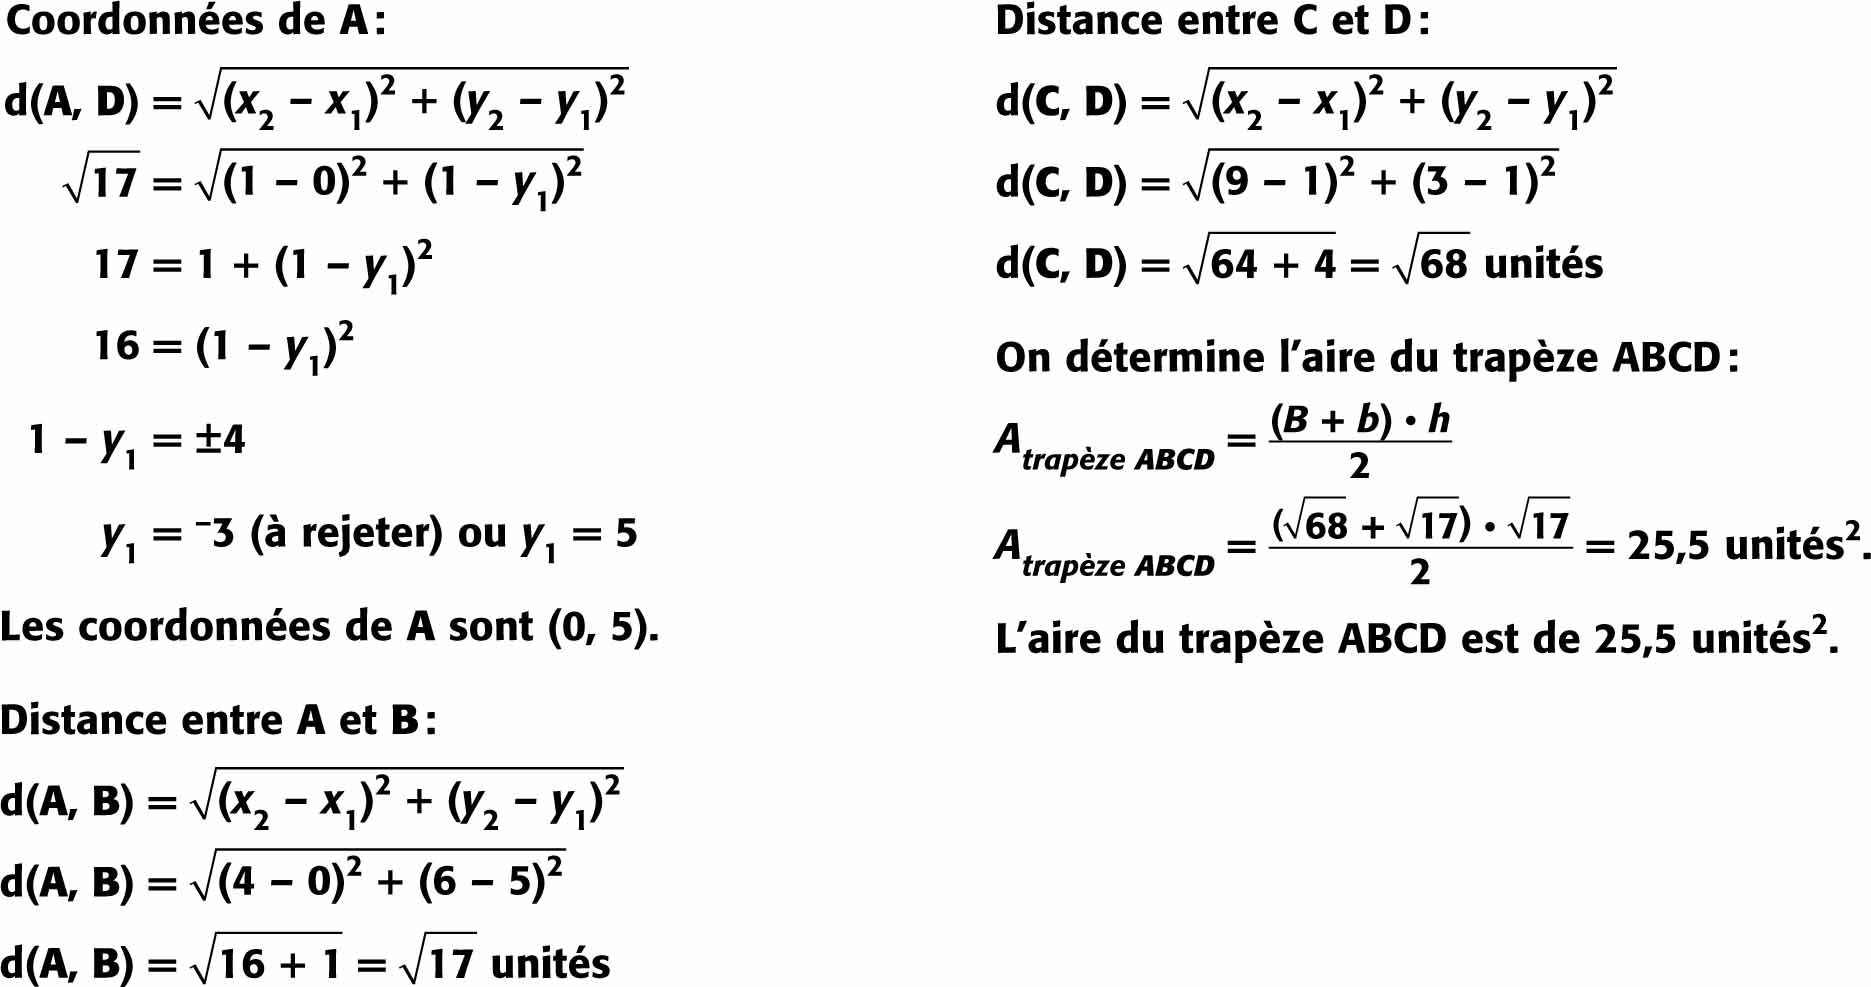 Coordonnées de A :
d(A, D) = √((x₂ − x₁)² + (y₂ − y₁)²)
√17 = √((1 − 0)² + (1 − y₁)²)
17 = 1 + (1 − y₁)²
16 = (1 − y₁)²
1 − y₁ = ±4
y₁ = ⁻3 (à rejeter) ou y₁ = 5
Les coordonnées de A sont (0, 5).
Distance entre A et B :
d(A, B) = √((x₂ − x₁)² + (y₂ − y₁)²)
d(A, B) = √((4 − 0)² + (6 − 5)²)
d(A, B) = √(16 + 1) = √17 unités
Distance entre C et D :
d(C, D) = √((x₂ − x₁)² + (y₂ − y₁)²)
d(C, D) = √((9 − 1)² + (3 − 1)²)
d(C, D) = √(64 + 4) = √68 unités
On détermine l’aire du trapèze ABCD :
A trapèze ABCD = (B + b) • h / 2
A trapèze ABCD = (√68 + √17) • √17 / 2 = 25,5 unités².
L’aire du trapèze ABCD est de 25,5 unités².